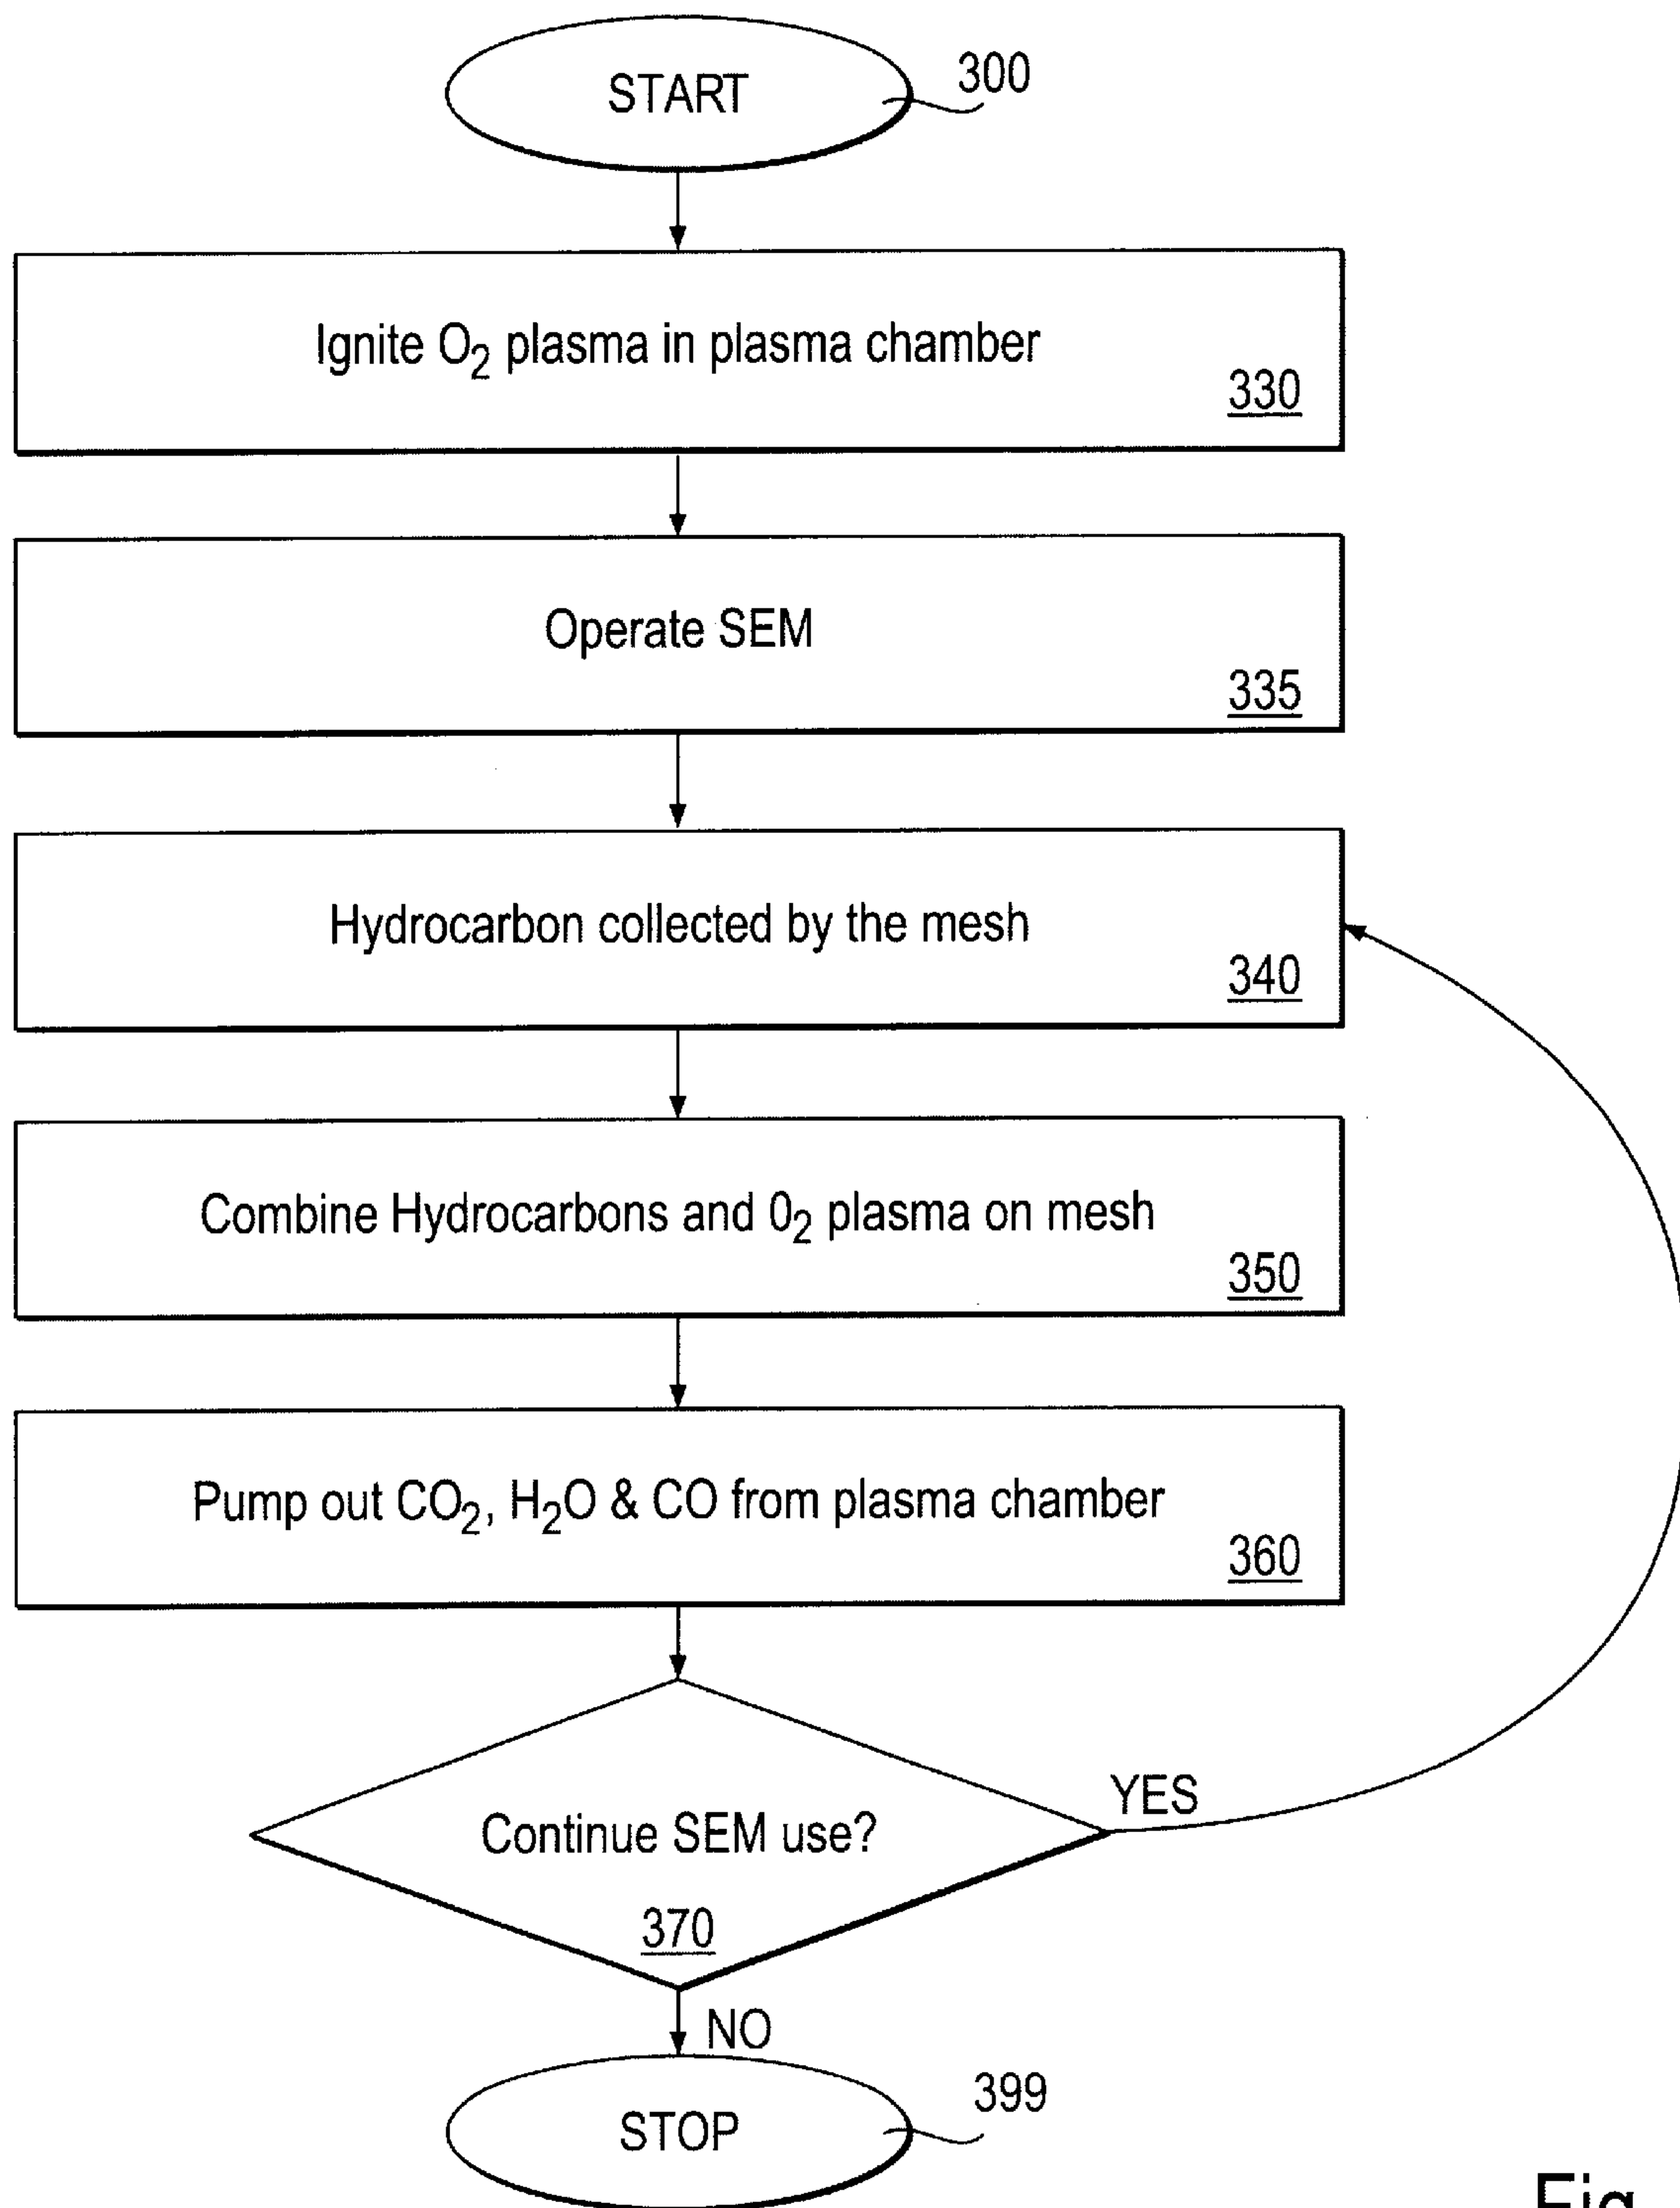 START
300
Ignite O₂ plasma in plasma chamber
330
Operate SEM
335
Hydrocarbon collected by the mesh
340
Combine Hydrocarbons and 0₂ plasma on mesh
350
Pump out CO₂, H₂O & CO from plasma chamber
360
Continue SEM use?
YES
370
NO
399
STOP
Fig